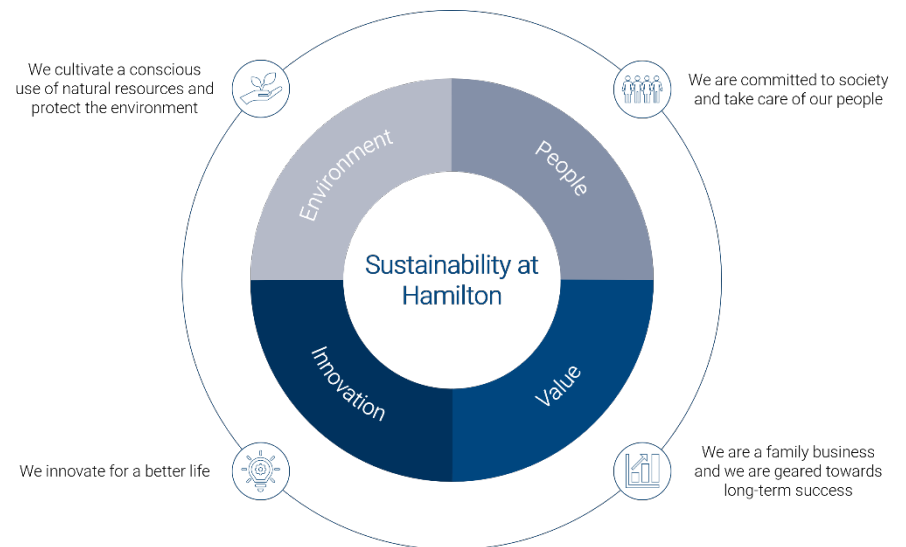 We cultivate a conscious
use of natural resources and
protect the environment
We are committed to society
and take care of our people
Environment
People
Sustainability at
Hamilton
Innovation
Value
We innovate for a better life
We are a family business
and we are geared towards
long-term success